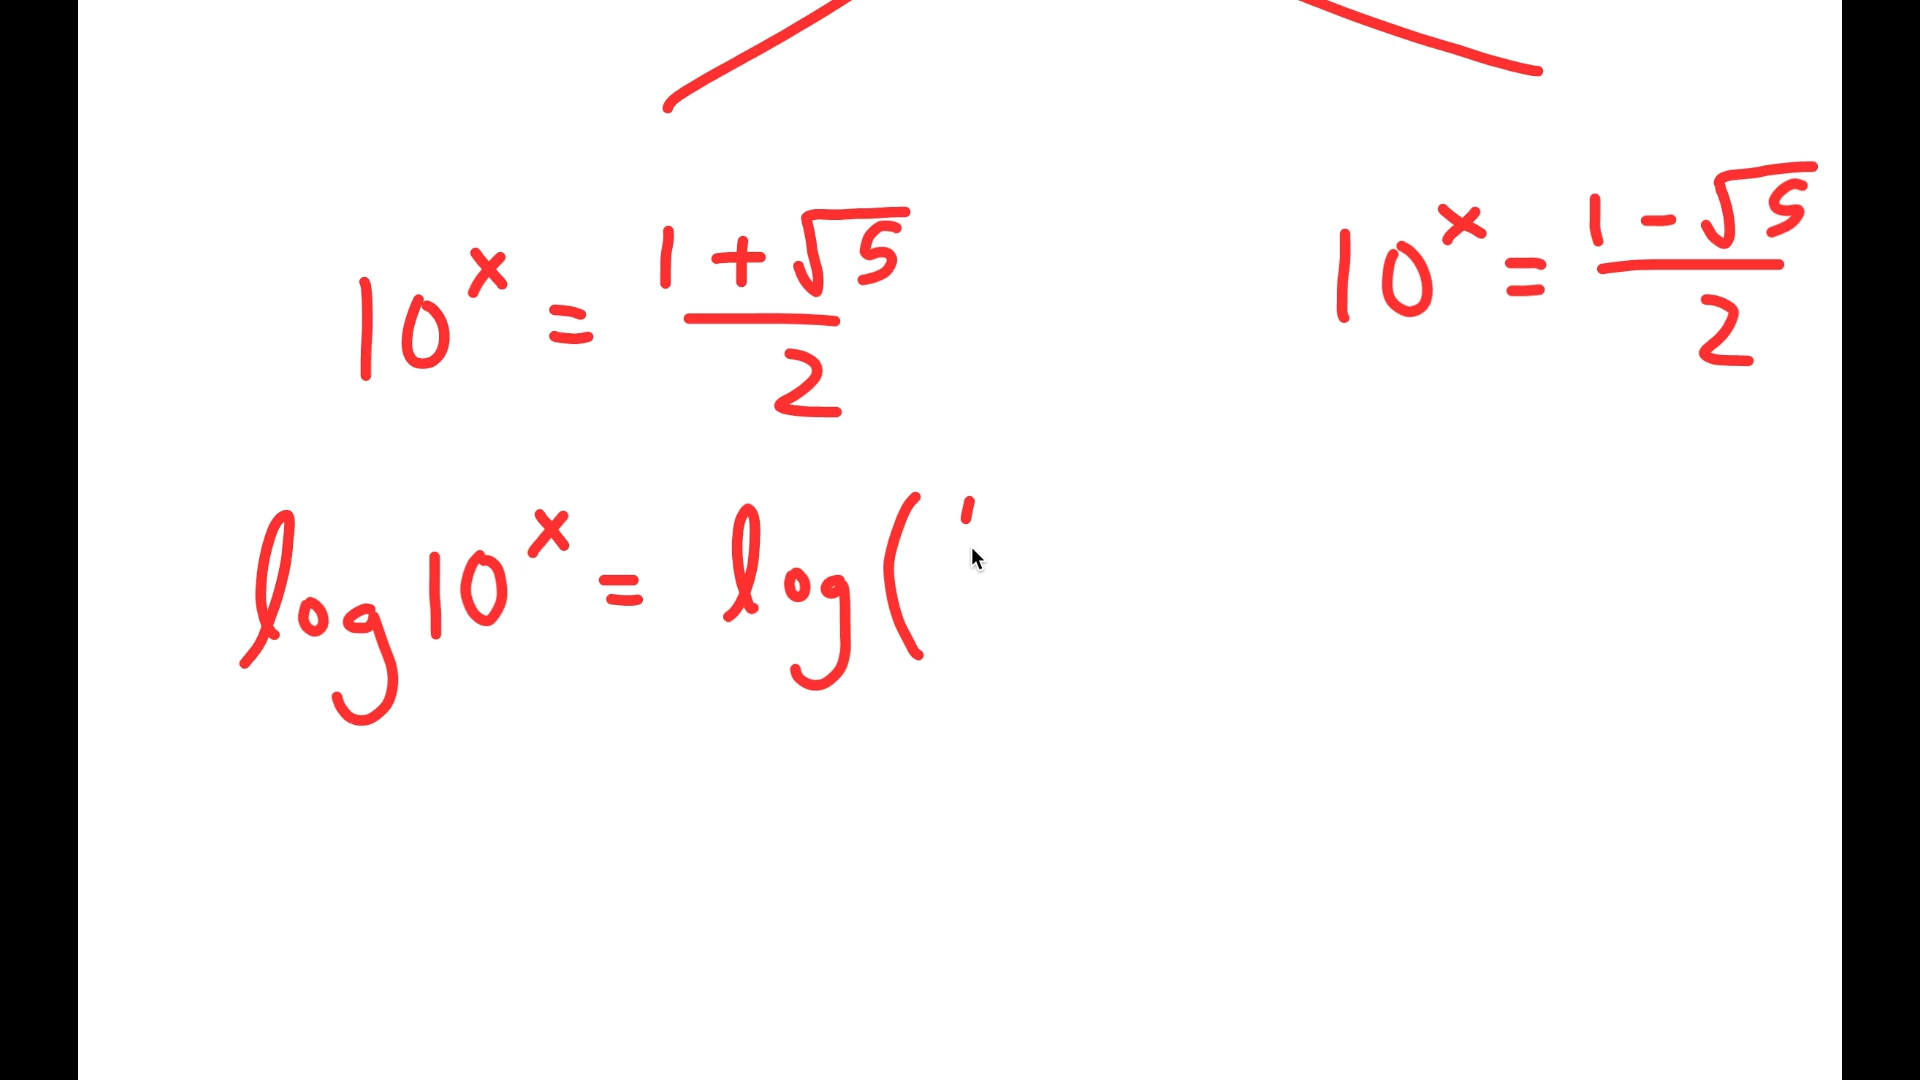 10^x = (1 + √5)/2
10^x = (1 - √5)/2
log 10^x = log (